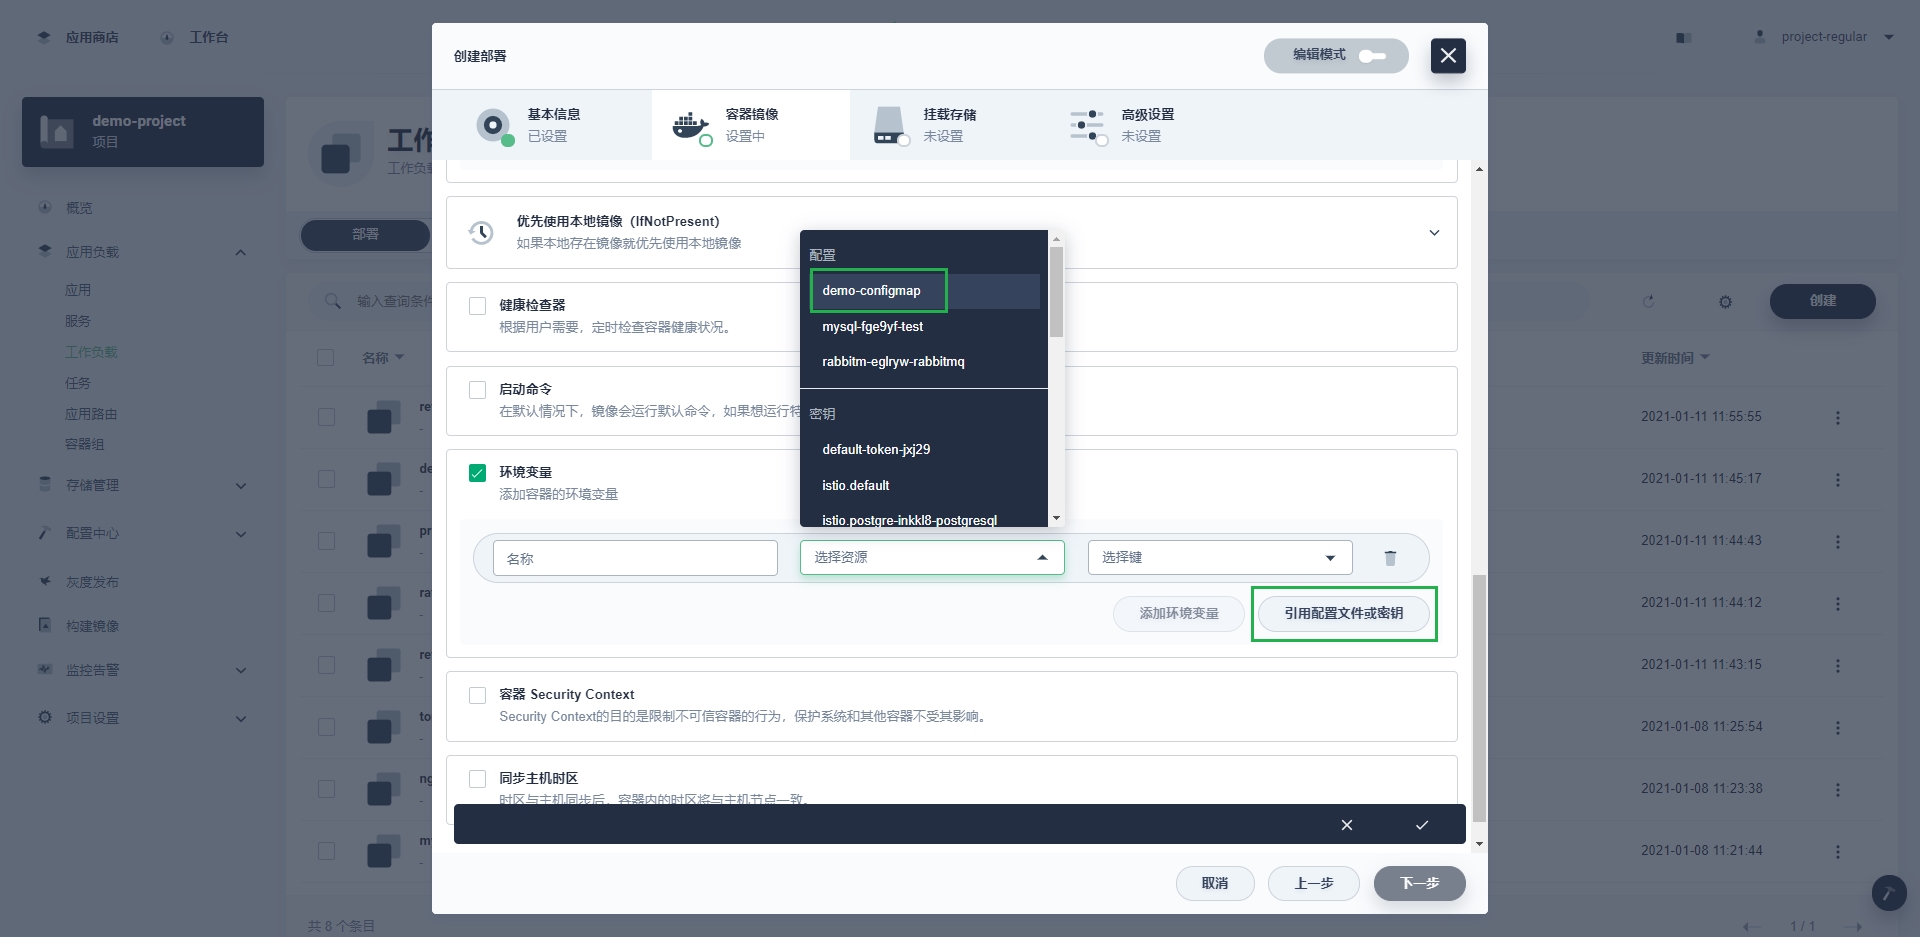 应用商店
工作台
project-regular
demo-project
项目
概览
应用负载
应用
服务
工作负载
任务
应用路由
容器组
存储管理
配置中心
灰度发布
构建镜像
监控告警
项目设置
工作
工作负载
部署
输入查询条件
创建
名称
更新时间
re
-
2021-01-11 11:55:55
de
-
2021-01-11 11:45:17
pr
-
2021-01-11 11:44:43
ra
-
2021-01-11 11:44:12
re
-
2021-01-11 11:43:15
to
-
2021-01-08 11:25:54
ng
-
2021-01-08 11:23:38
m
-
2021-01-08 11:21:44
共 8 个条目
1 / 1
创建部署
编辑模式
基本信息
已设置
容器镜像
设置中
挂载存储
未设置
高级设置
未设置
优先使用本地镜像（IfNotPresent）
如果本地存在镜像就优先使用本地镜像
健康检查器
根据用户需要，定时检查容器健康状况。
启动命令
在默认情况下，镜像会运行默认命令，如果想运行特
环境变量
添加容器的环境变量
配置
demo-configmap
mysql-fge9yf-test
rabbitm-eglryw-rabbitmq
密钥
default-token-jxj29
istio.default
istio.postgre-inkkl8-postgresql
名称
选择资源
选择键
添加环境变量
引用配置文件或密钥
容器 Security Context
Security Context的目的是限制不可信容器的行为，保护系统和其他容器不受其影响。
同步主机时区
时区与主机同步后，容器内的时区将与主机节点一致。
取消
上一步
下一步